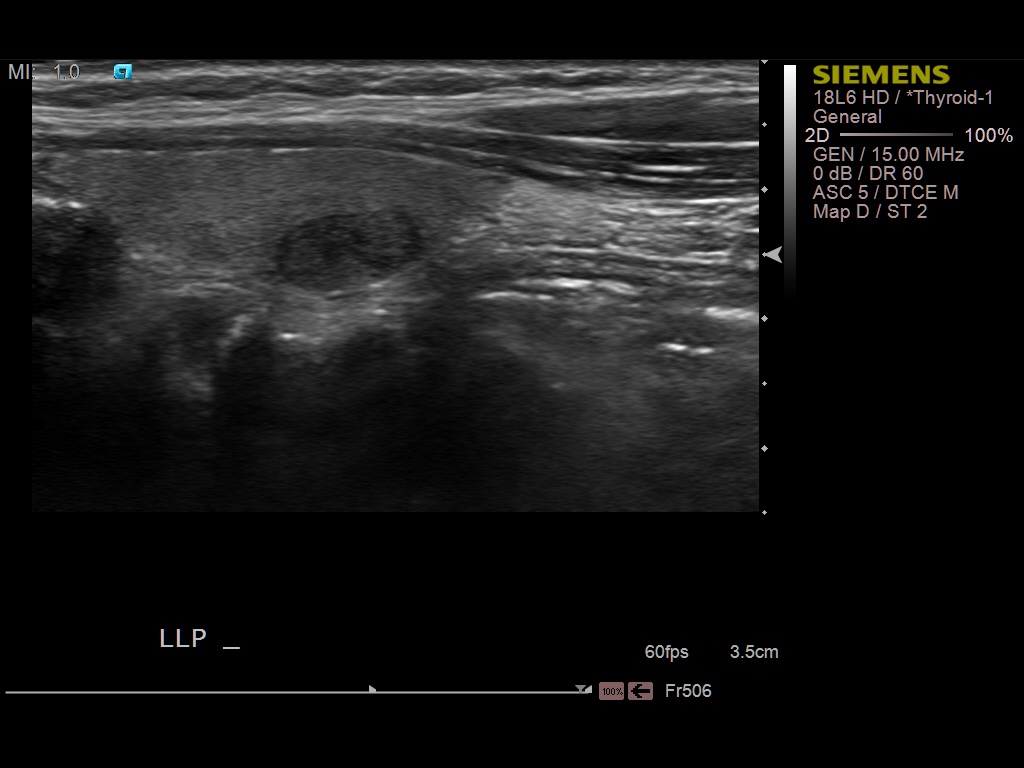 MI: 1.0
SIEMENS
18L6 HD / *Thyroid-1
General
2D 100%
GEN / 15.00 MHz
0 dB / DR 60
ASC 5 / DTCE M
Map D / ST 2
LLP _
60fps 3.5cm
100% Fr506